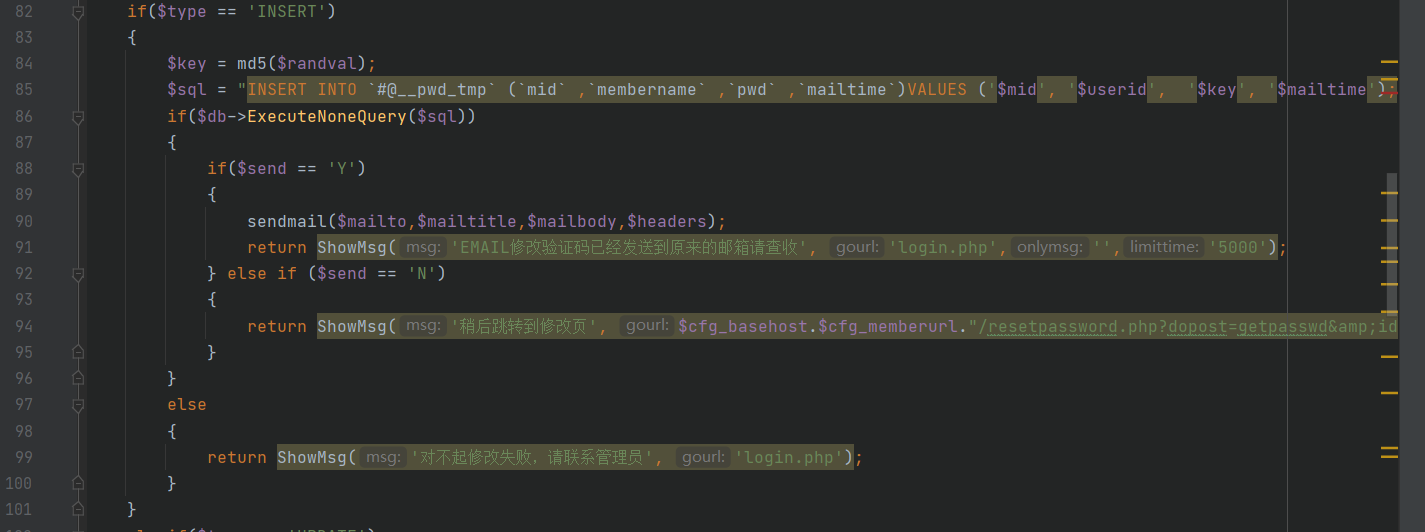 82 if($type == 'INSERT')
83 {
84 $key = md5($randval);
85 $sql = "INSERT INTO `#@__pwd_tmp` (`mid` ,`membername` ,`pwd` ,`mailtime`)VALUES ('$mid', '$userid',  '$key', '$mailtime');
86 if($db->ExecuteNoneQuery($sql))
87 {
88 if($send == 'Y')
89 {
90 sendmail($mailto,$mailtitle,$mailbody,$headers);
91 return ShowMsg( msg: 'EMAIL修改验证码已经发送到原来的邮箱请查收', gourl: 'login.php', onlymsg: '', limittime: '5000');
92 } else if ($send == 'N')
93 {
94 return ShowMsg( msg: '稍后跳转到修改页', gourl: $cfg_basehost.$cfg_memberurl."/resetpassword.php?dopost=getpasswd&amp;id
95 }
96 }
97 else
98 {
99 return ShowMsg( msg: '对不起修改失败，请联系管理员', gourl: 'login.php');
100 }
101 }